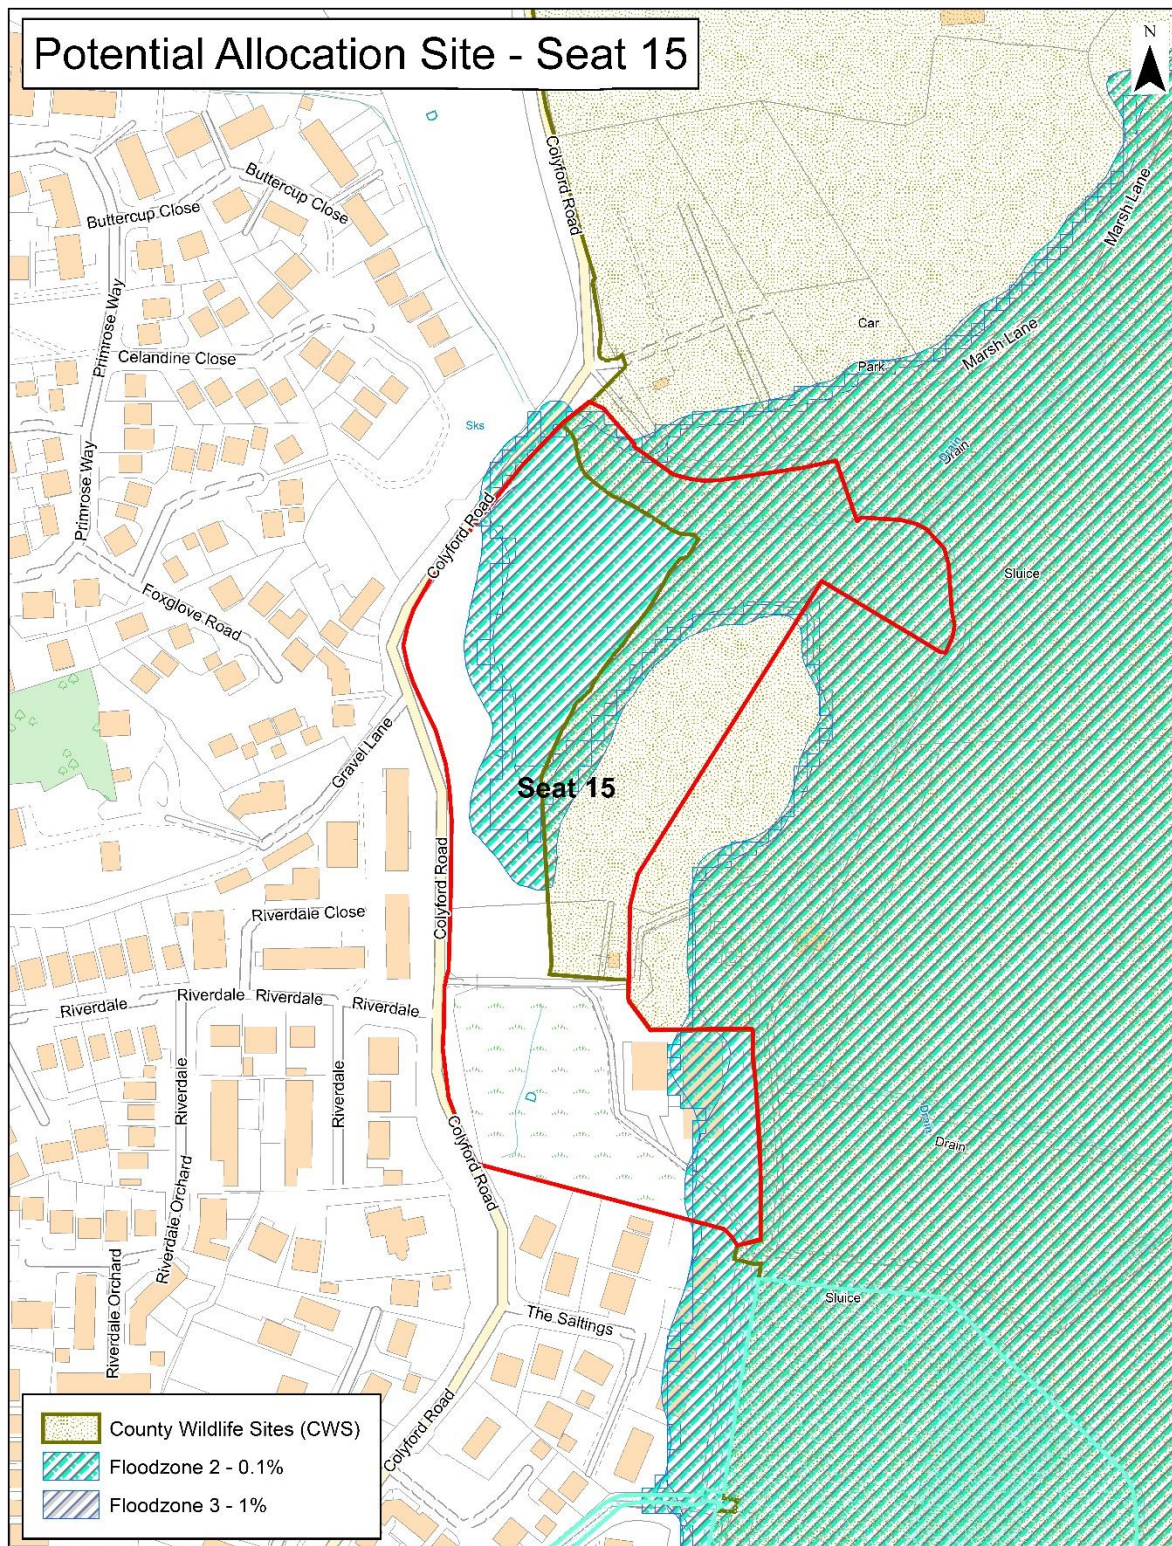 Potential Allocation Site - Seat 15
N
D
Colyford Road
Buttercup Close
Buttercup Close
Marsh Lane
Primrose Way
Car
Park
Marsh Lane
Celandine Close
Sks
Drain
Drain
Primrose Way
Colyford Road
Sluice
Foxglove Road
Gravel Lane
Seat 15
Colyford Road
Riverdale Close
Riverdale
Riverdale
Riverdale
Riverdale
Riverdale
Riverdale
D
Drain
Drain
Colyford Road
Riverdale Orchard
Riverdale Orchard
Sluice
The Saltings
Colyford Road
County Wildlife Sites (CWS)
Floodzone 2 - 0.1%
Floodzone 3 - 1%